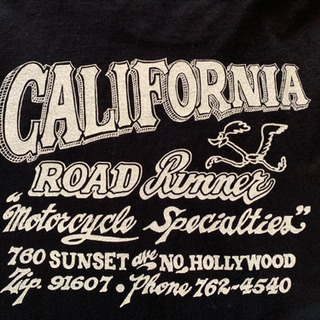 CALIFORNIA
ROAD Runner
"Motorcycle Specialties"
760 SUNSET ave NO. HOLLYWOOD
Zip. 91607 • Phone 762-4540